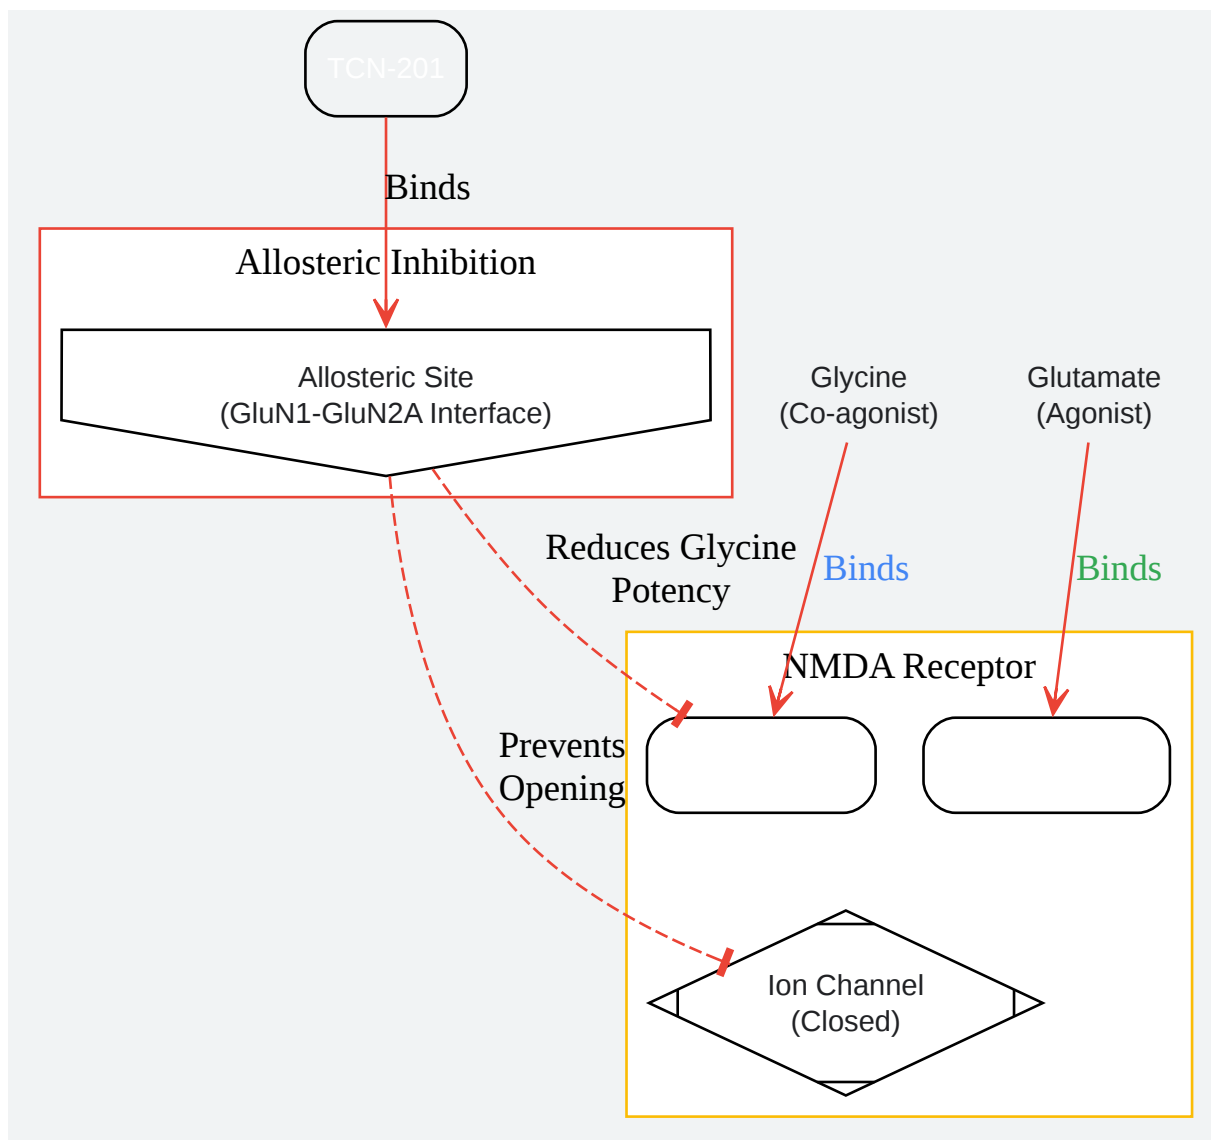 TCN-201
Binds
Allosteric Inhibition
Allosteric Site
(GluN1-GluN2A Interface)
Glycine
(Co-agonist)
Glutamate
(Agonist)
Reduces Glycine
Potency
Binds
Binds
NMDA Receptor
Prevents
Opening
Ion Channel
(Closed)